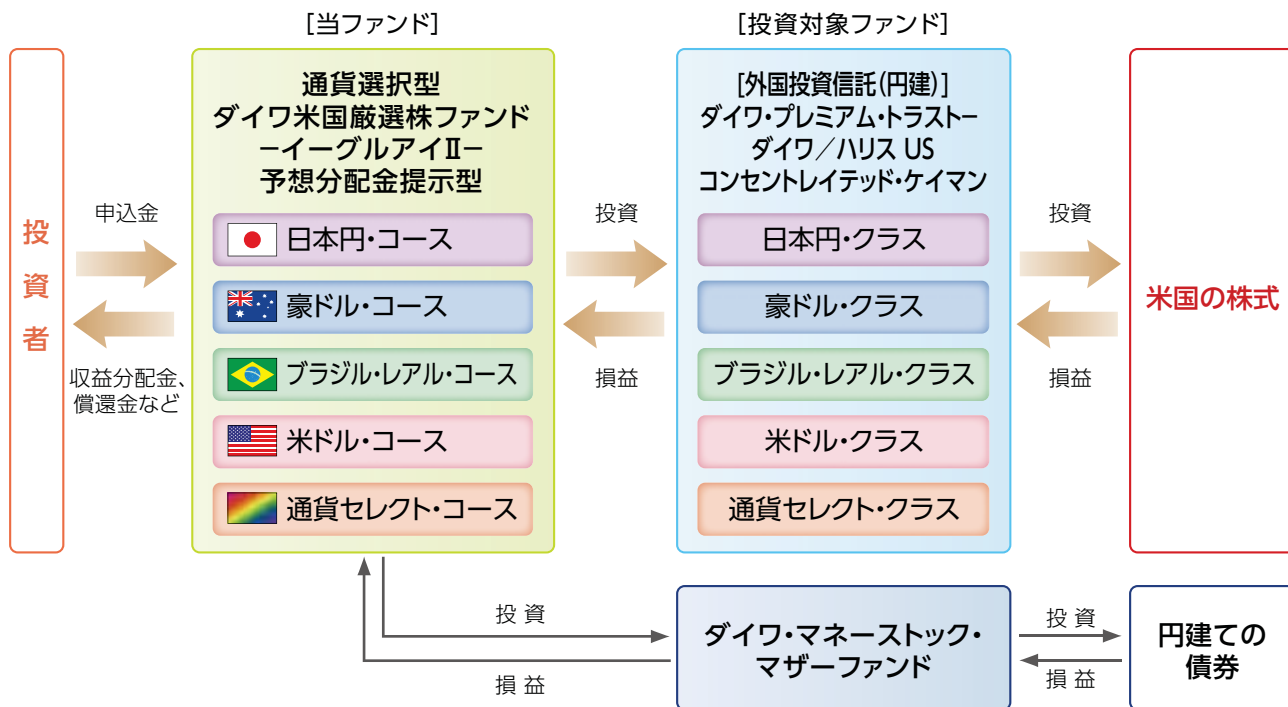 [当ファンド]
[投資対象ファンド]
投資者
申込金
収益分配金、
償還金など
通貨選択型
ダイワ米国厳選株ファンド
－イーグルアイⅡ－
予想分配金提示型
日本円・コース
豪ドル・コース
ブラジル・レアル・コース
米ドル・コース
通貨セレクト・コース
投資
損益
[外国投資信託(円建)]
ダイワ・プレミアム・トラストー
ダイワ／ハリス US
コンセントレイテッド・ケイマン
日本円・クラス
豪ドル・クラス
ブラジル・レアル・クラス
米ドル・クラス
通貨セレクト・クラス
投資
損益
米国の株式
投資
損益
ダイワ・マネーストック・
マザーファンド
投資
損益
円建ての
債券